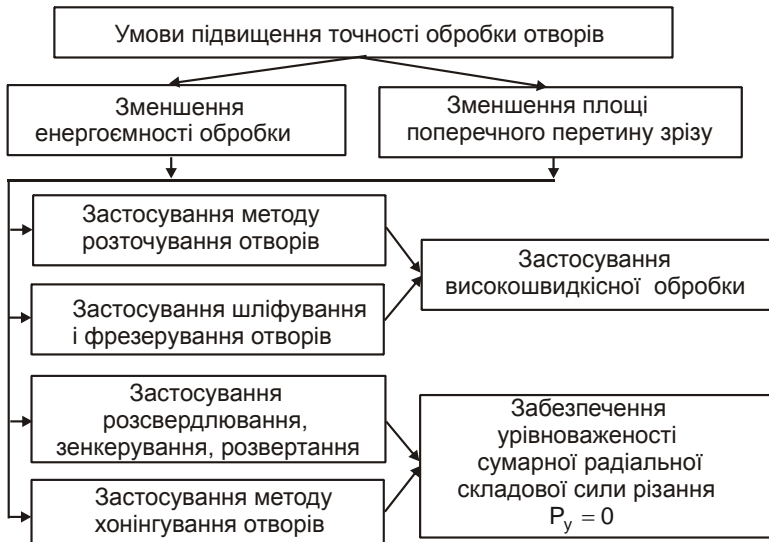 Умови підвищення точності обробки отворів
Зменшення
енергоємності обробки
Зменшення площі
поперечного перетину зрізу
Застосування методу
розточування отворів
Застосування
високошвидкісної обробки
Застосування шліфування
і фрезерування отворів
Застосування
розсвердлювання,
зенкерування, розвертання
Забезпечення
урівноваженості
сумарної радіальної
складової сили різання
P_y = 0
Застосування методу
хонінгування отворів